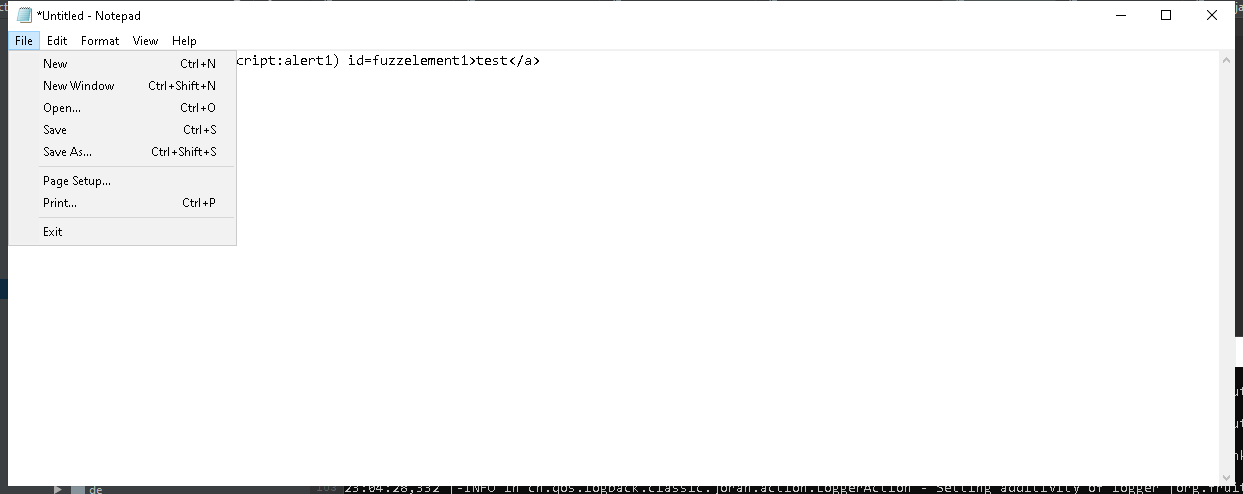 *Untitled - Notepad
File Edit Format View Help
cript:alert1) id=fuzzelement1>test</a>
New Ctrl+N
New Window Ctrl+Shift+N
Open... Ctrl+O
Save Ctrl+S
Save As... Ctrl+Shift+S
Page Setup...
Print... Ctrl+P
Exit
de
23:04:28,332 |-INFO in ch.qos.logback.classic.joran.action.LoggerAction - Setting additivity of logger